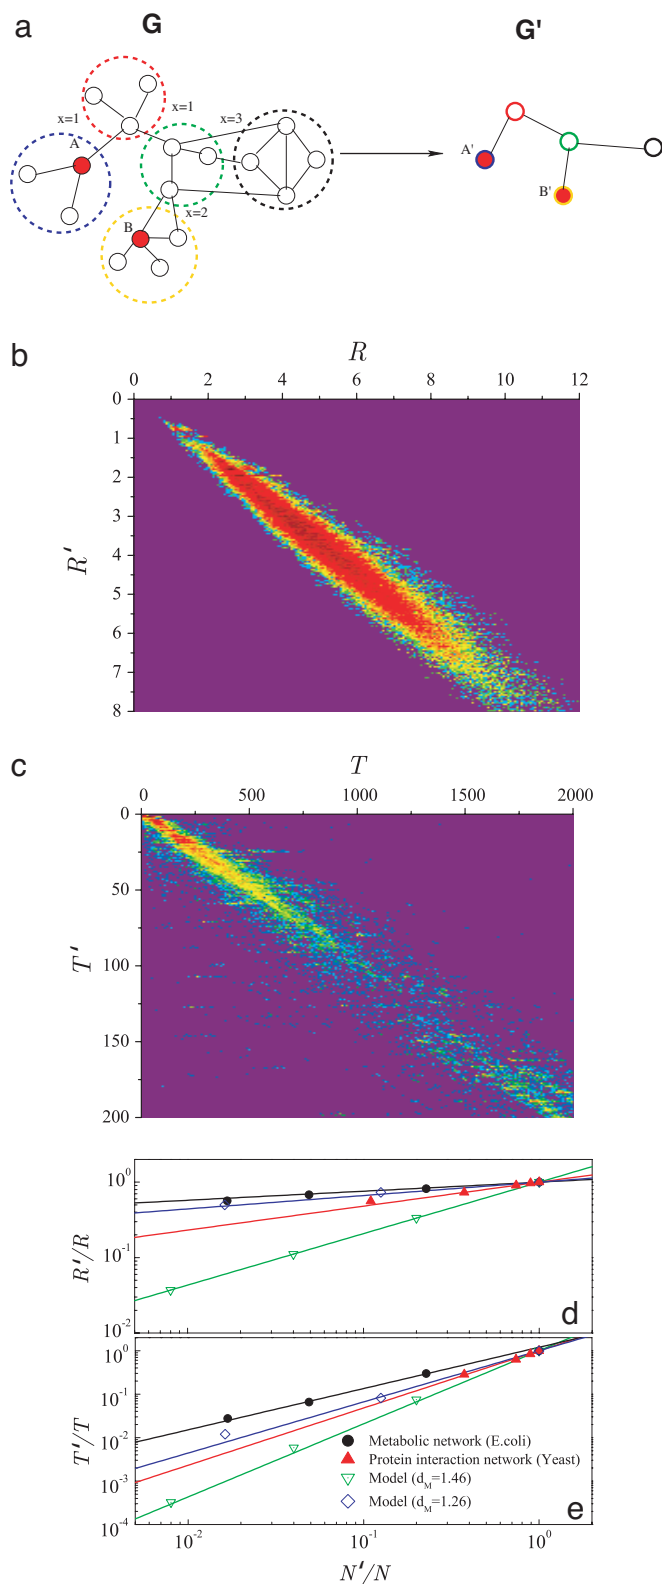 a
G
G'
x=1
x=1
x=3
A
A'
B'
x=2
B
b
R
0 2 4 6 8 10 12
0
1
2
3
4
5
6
7
8
R'
c
T
0 500 1000 1500 2000
0
50
100
150
200
T'
10^0
10^-1
10^-2
R'/R
d
10^0
10^-1
10^-2
10^-3
10^-4
T'/T
Metabolic network (E.coli)
Protein interaction network (Yeast)
Model (d_M=1.46)
Model (d_M=1.26)
e
10^-2 10^-1 10^0
N'/N